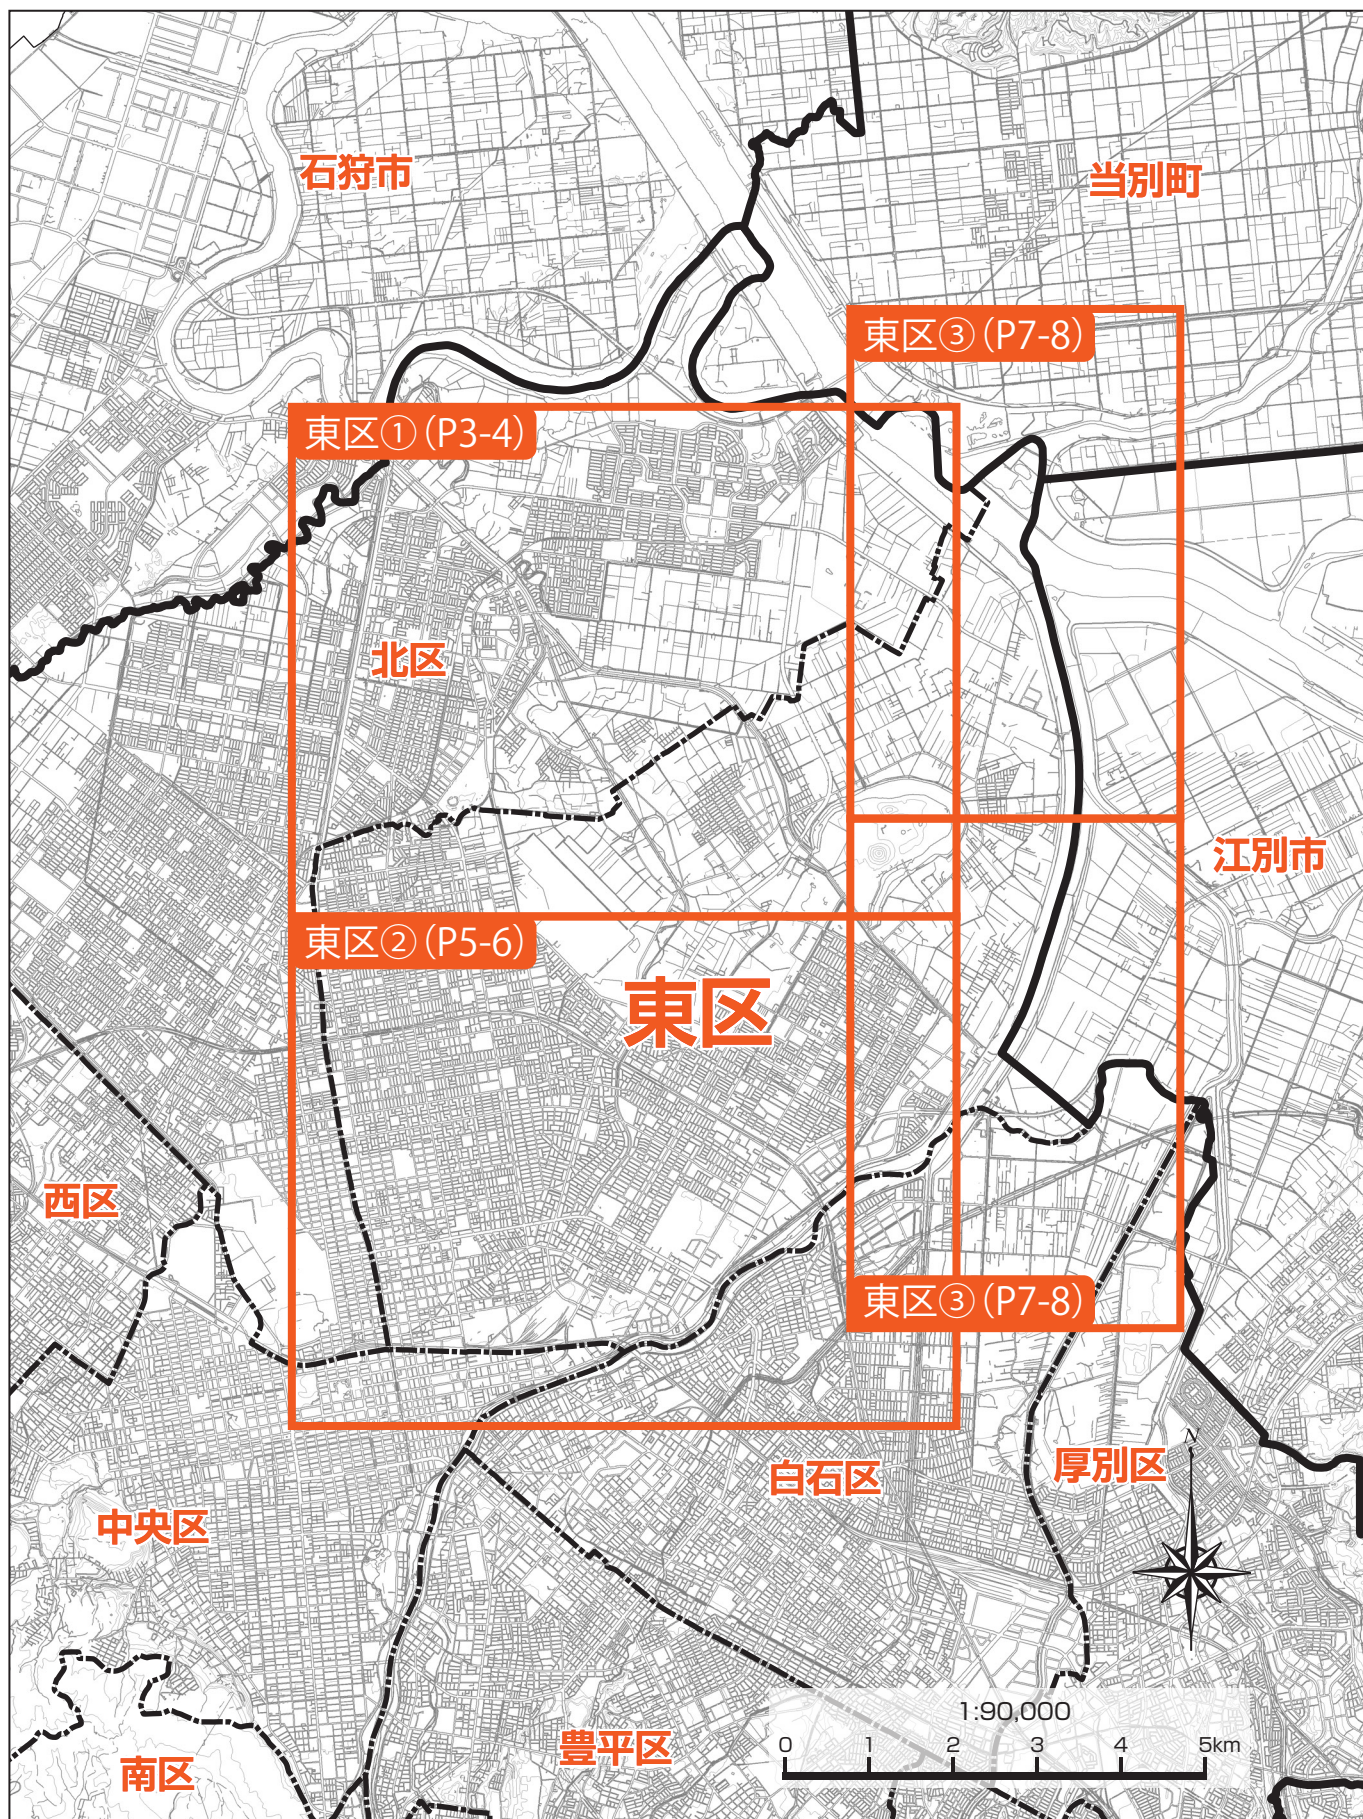 石狩市
当別町
東区③(P7-8)
東区①(P3-4)
北区
江別市
東区②(P5-6)
東区
西区
東区③(P7-8)
厚別区
白石区
中央区
N
1:90,000
0 1 2 3 4 5km
豊平区
南区